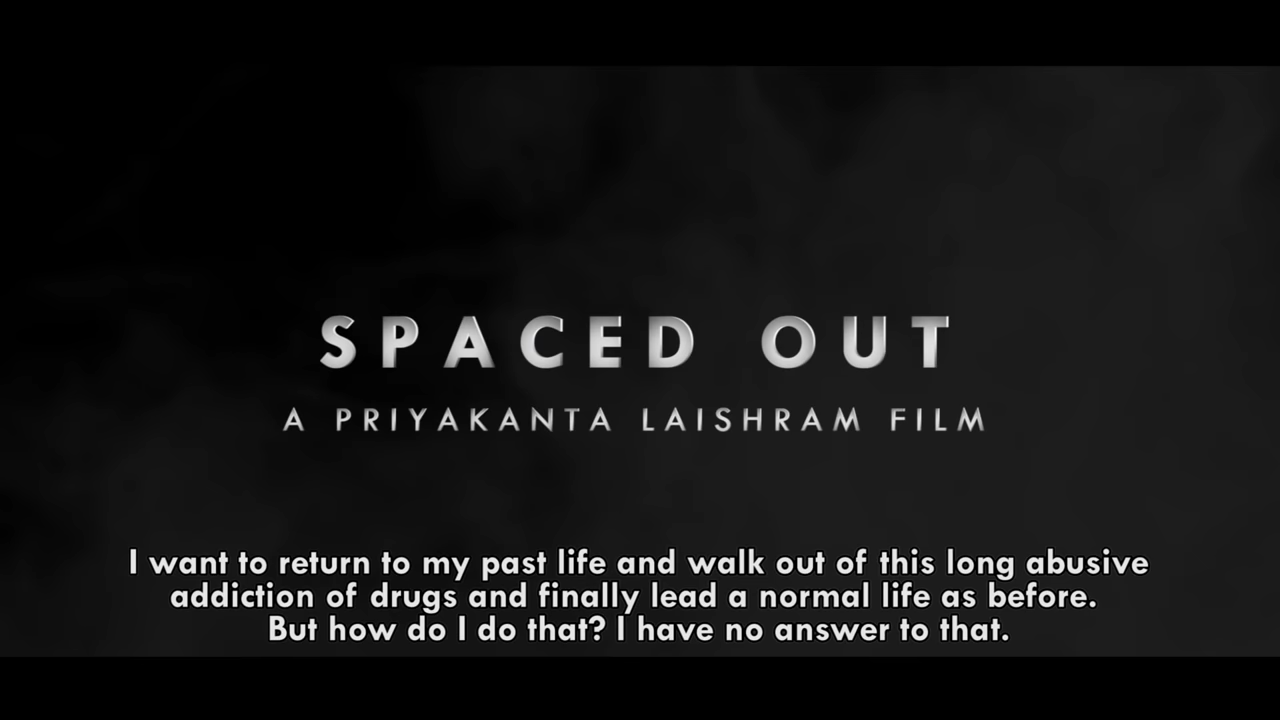 SPACED OUT
A PRIYAKANTA LAISHRAM FILM
I want to return to my past life and walk out of this long abusive
addiction of drugs and finally lead a normal life as before.
But how do I do that? I have no answer to that.